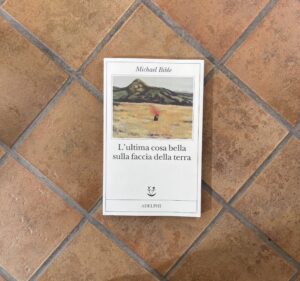 Michael Bible
L'ultima cosa bella
sulla faccia della terra
ADELPHI